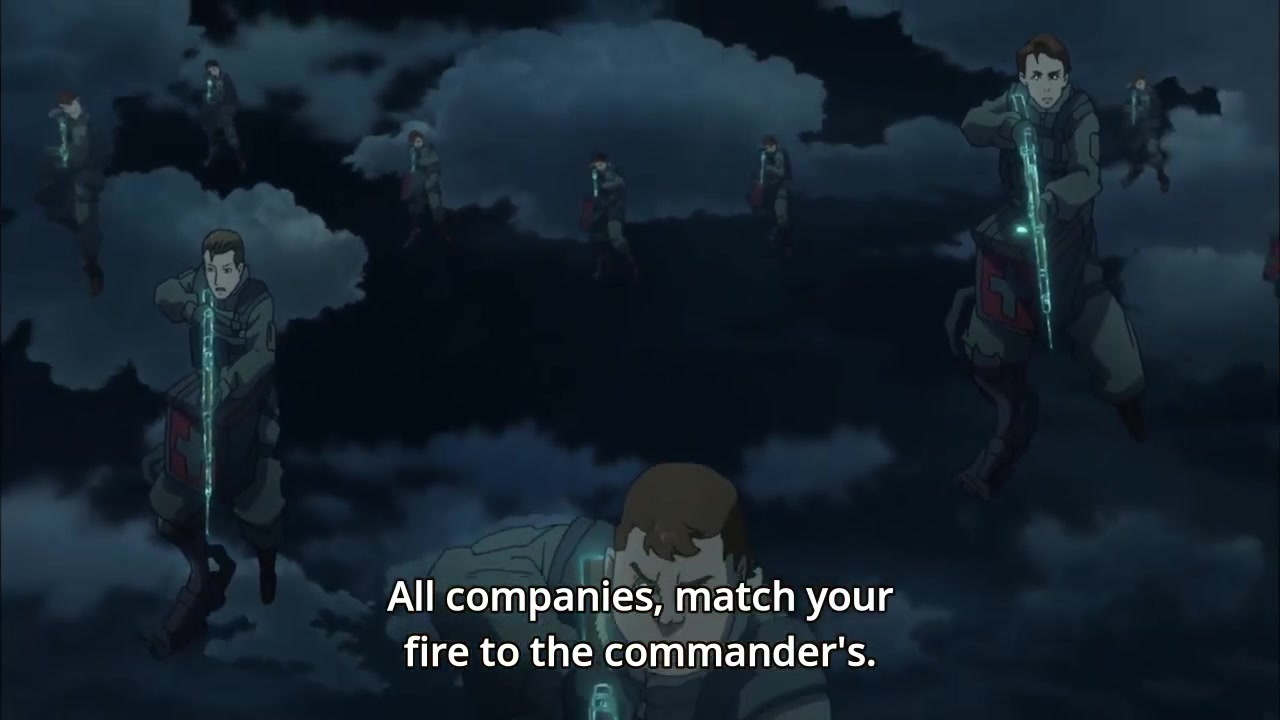 All companies, match your
fire to the commander's.